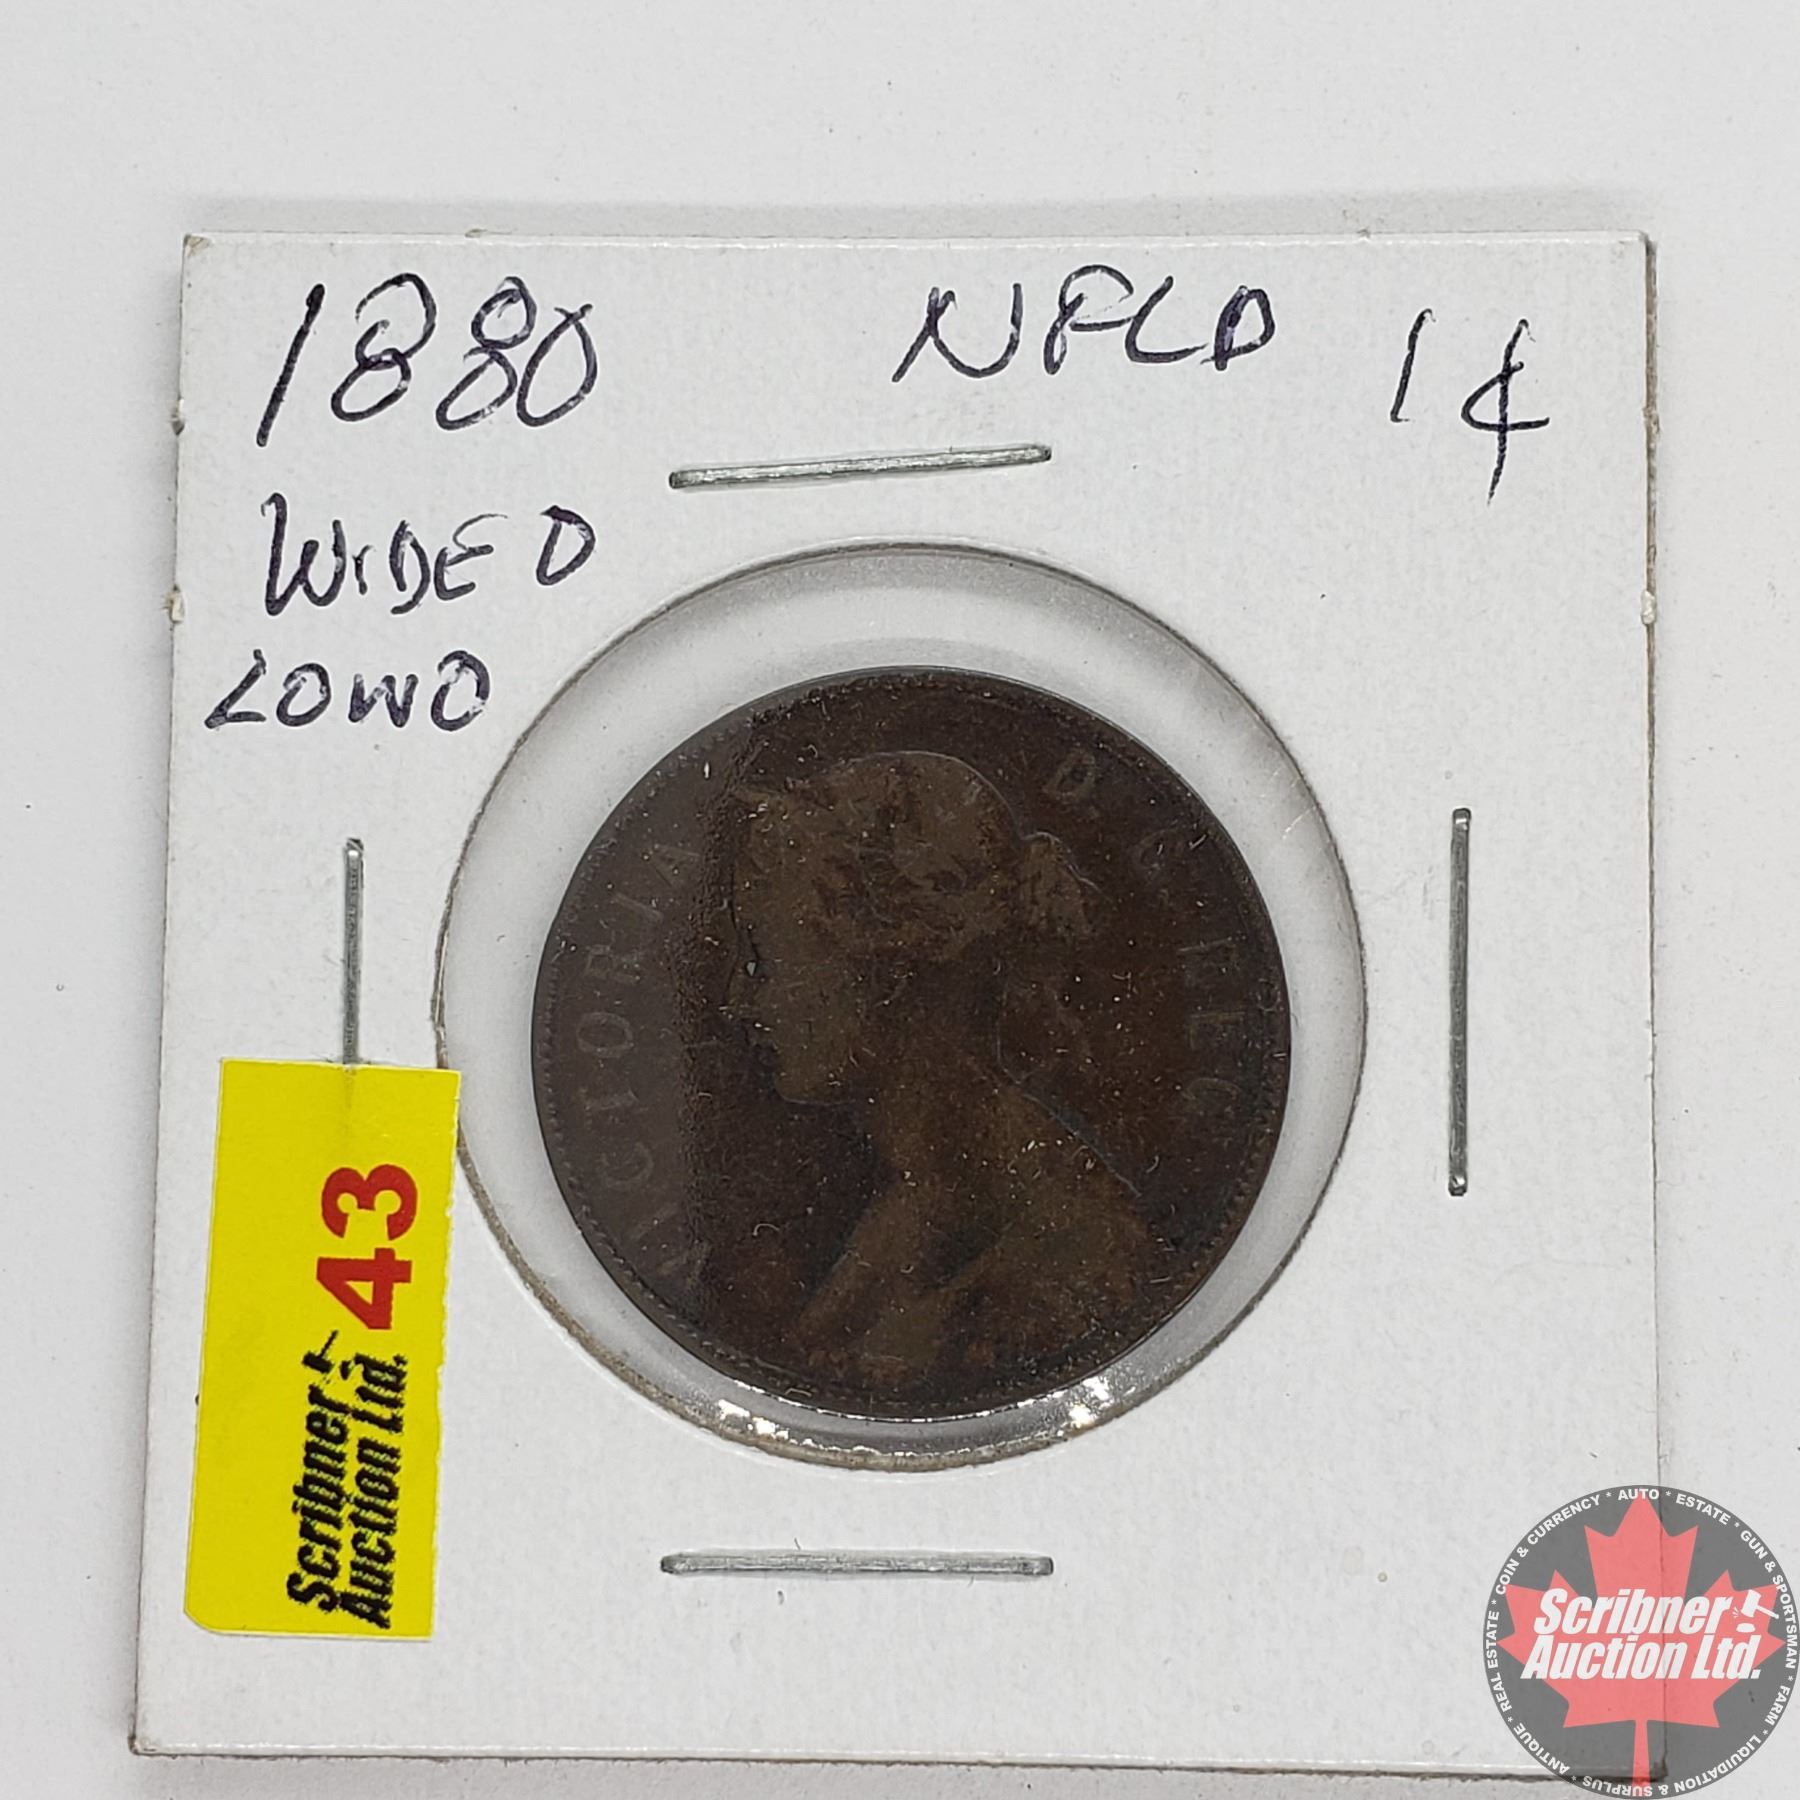 1880 NFLD 1¢
WIDE O
LOW O
VICTORIA D. G. REG
43
Scribner
Auction Ltd.
Scribner
Auction Ltd.
ANTIQUE * REAL ESTATE * COIN & CURRENCY * AUTO * ESTATE * GUN & SPORTSMAN * FARM * LIQUIDATION & SURPLUS *